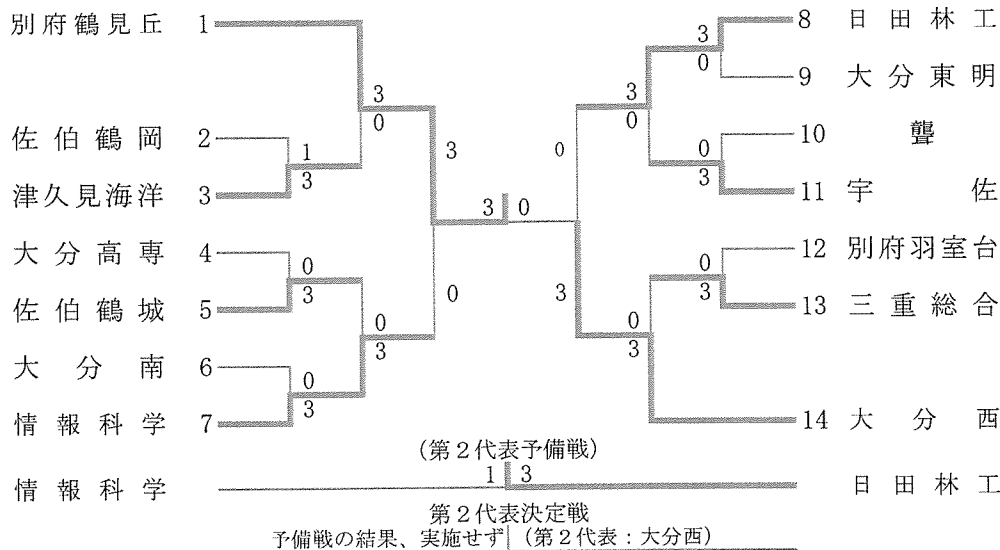 別府鶴見丘 1
佐伯鶴岡 2
津久見海洋 3
大分高専 4
佐伯鶴城 5
大分南 6
情報科学 7
3
0
1
3
0
3
0
3
0
3
3
0
3 0
8 日田林工
9 大分東明
10 聾
11 宇佐
12 別府羽室台
13 三重総合
14 大分西
3
0
3
0
0
3
0
3
0
3
0
3
(第2代表予備戦)
情報科学 1 3 日田林工
第2代表決定戦
予備戦の結果、実施せず (第2代表：大分西)